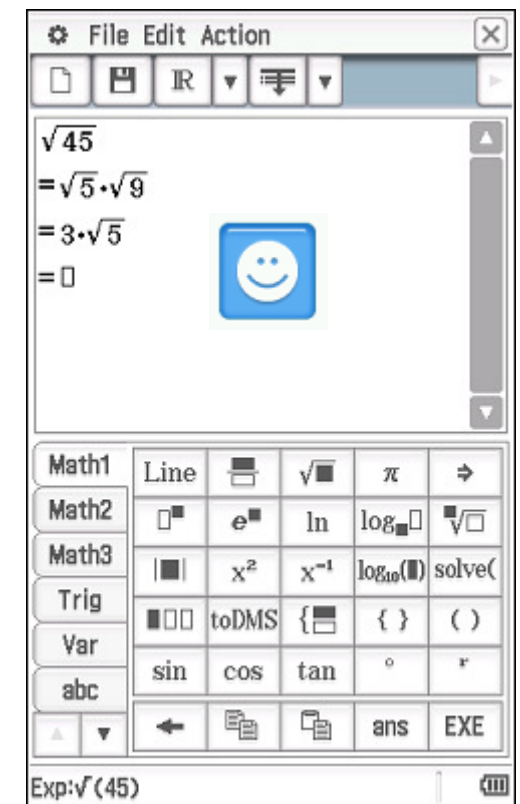 File Edit Action
ℝ
√45
=√5·√9
=3·√5
=▯
Math1 Line √■ π ⇒
Math2 ▯■ e■ ln log■▯ ■√▯
Math3 |■| x² x⁻¹ log₁₀(■) solve(
Trig ■▯▯ toDMS { } ( )
Var sin cos tan ° r
abc
ans EXE
Exp:√(45)